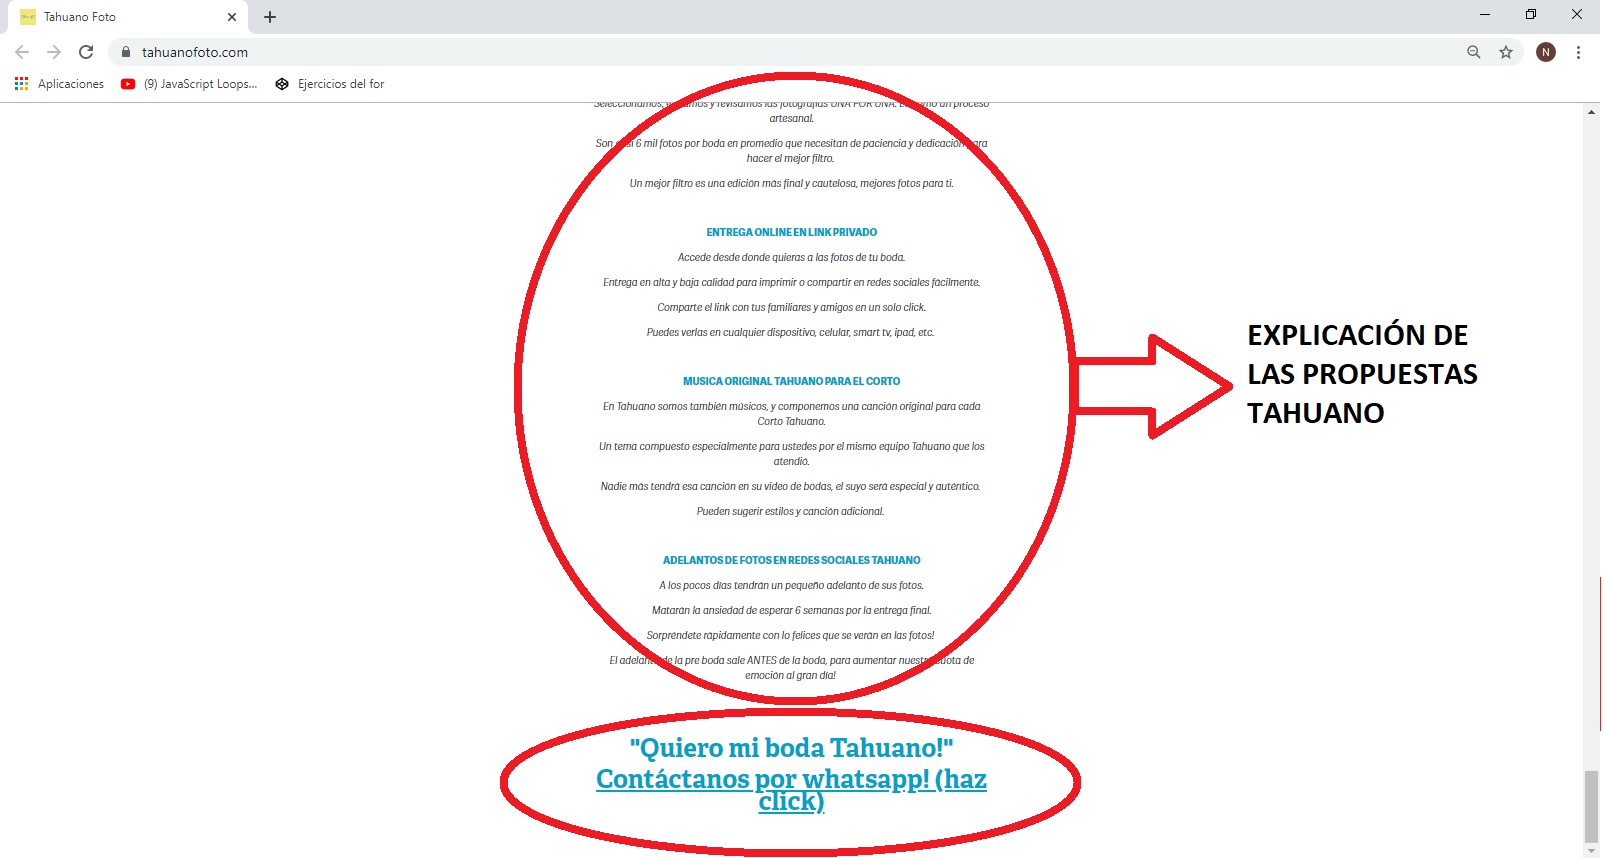 Tahuano Foto
tahuanofoto.com
N
Aplicaciones
(9) JavaScript Loops...
Ejercicios del for
Seleccionamos, y revisamos las fotografías UNA POR UNA. un proceso
artesanal.
Son 6 mil fotos por boda en promedio que necesitan de paciencia y dedicación para
hacer el mejor filtro.
Un mejor filtro es una edición más final y cautelosa, mejores fotos para ti.
ENTREGA ONLINE EN LINK PRIVADO
Accede desde donde quieras a las fotos de tu boda.
Entrega en alta y baja calidad para imprimir o compartir en redes sociales fácilmente.
Comparte el link con tus familiares y amigos en un solo click.
Puedes verlas en cualquier dispositivo, celular, smart tv, ipad, etc.
MUSICA ORIGINAL TAHUANO PARA EL CORTO
En Tahuano somos también músicos, y componemos una canción original para cada
Corto Tahuano.
Un tema compuesto especialmente para ustedes por el mismo equipo Tahuano que los
atendió.
Nadie más tendrá esa canción en su video de bodas, el suyo será especial y auténtico.
Pueden sugerir estilos y canción adicional.
ADELANTOS DE FOTOS EN REDES SOCIALES TAHUANO
A los pocos días tendrán un pequeño adelanto de sus fotos.
Matarán la ansiedad de esperar 6 semanas por la entrega final.
Sorpréndete rápidamente con lo felices que se verán en las fotos!
El adelanto de la pre boda sale ANTES de la boda, para aumentar nuestra cuota de
emoción al gran día!
"Quiero mi boda Tahuano!"
Contáctanos por whatsapp! (haz
click)
EXPLICACIÓN DE
LAS PROPUESTAS
TAHUANO